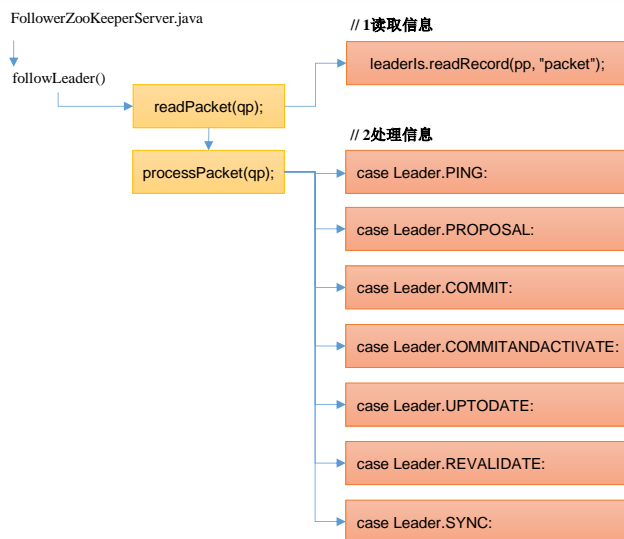 FollowerZooKeeperServer.java
followLeader()
readPacket(qp);
processPacket(qp);
// 1读取信息
leaderIs.readRecord(pp, "packet");
// 2处理信息
case Leader.PING:
case Leader.PROPOSAL:
case Leader.COMMIT:
case Leader.COMMITANDACTIVATE:
case Leader.UPTODATE:
case Leader.REVALIDATE:
case Leader.SYNC: